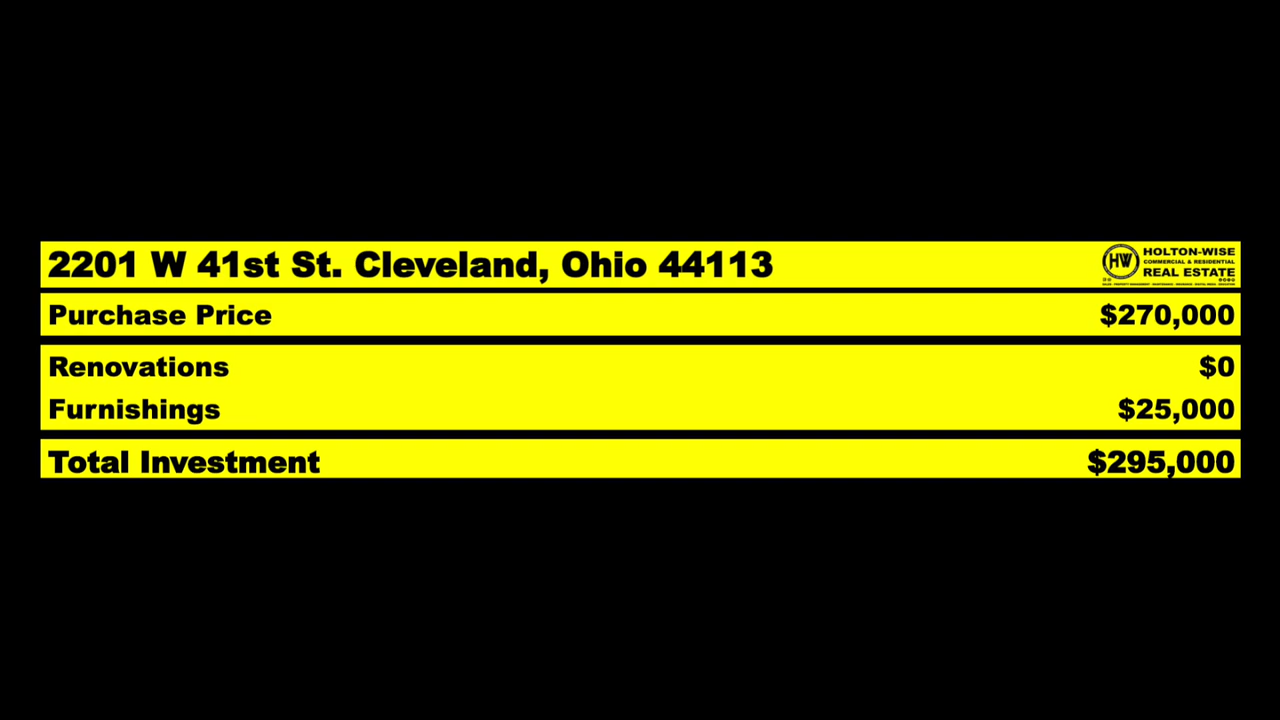 2201 W 41st St. Cleveland, Ohio 44113
HW
HOLTON-WISE
COMMERCIAL & RESIDENTIAL
REAL ESTATE
Purchase Price $270,000
Renovations $0
Furnishings $25,000
Total Investment $295,000